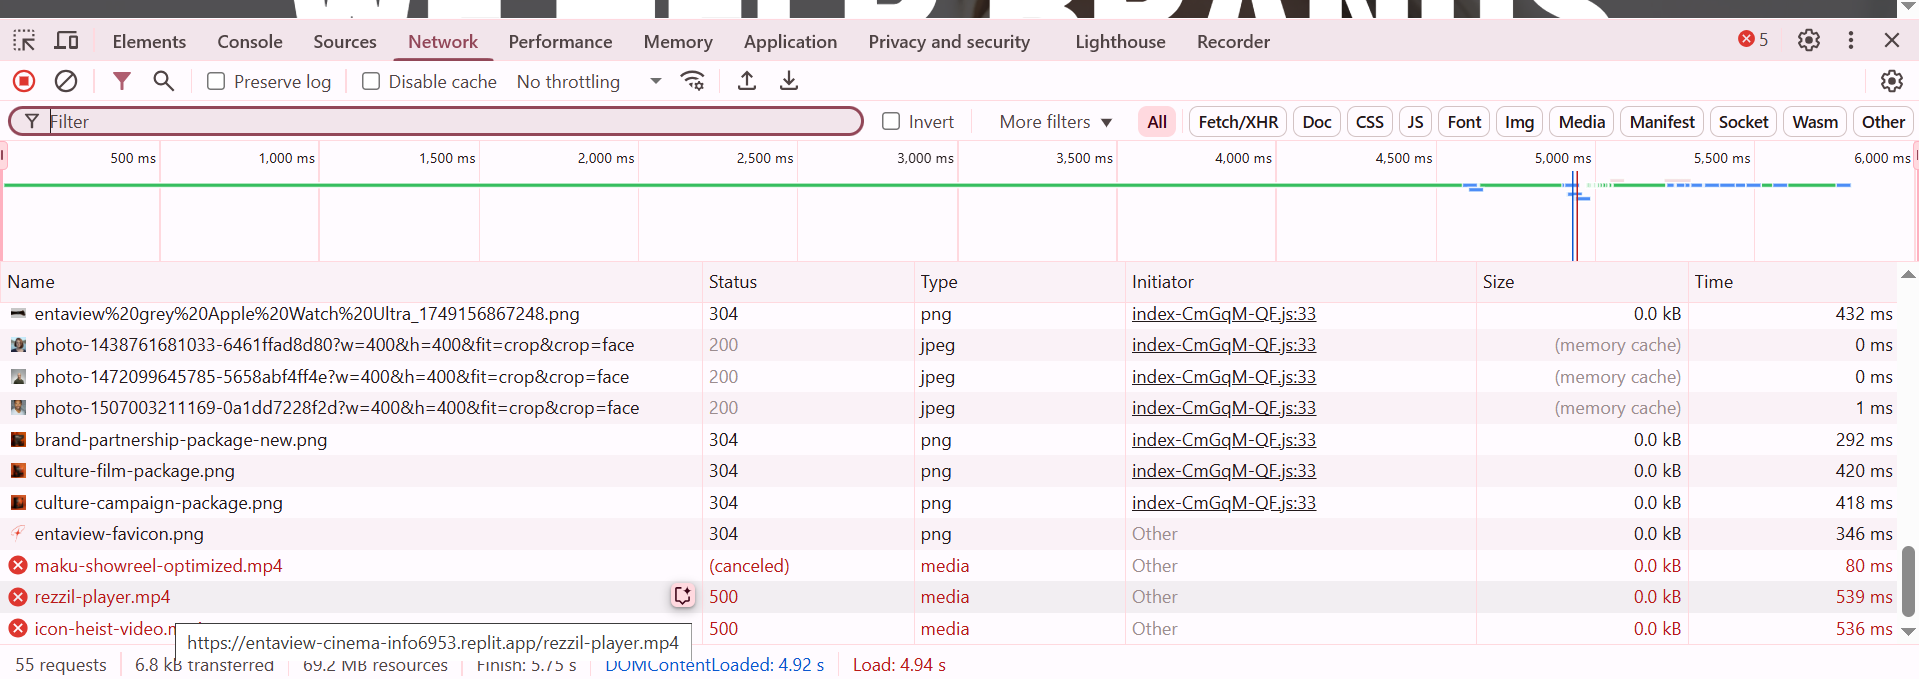 Elements Console Sources Network Performance Memory Application Privacy and security Lighthouse Recorder 5
Preserve log Disable cache No throttling
Filter Invert More filters All Fetch/XHR Doc CSS JS Font Img Media Manifest Socket Wasm Other
500 ms 1,000 ms 1,500 ms 2,000 ms 2,500 ms 3,000 ms 3,500 ms 4,000 ms 4,500 ms 5,000 ms 5,500 ms 6,000 ms
Name Status Type Initiator Size Time
entaview%20grey%20Apple%20Watch%20Ultra_1749156867248.png 304 png index-CmGqM-QF.js:33 0.0 kB 432 ms
photo-1438761681033-6461ffad8d80?w=400&h=400&fit=crop&crop=face 200 jpeg index-CmGqM-QF.js:33 (memory cache) 0 ms
photo-1472099645785-5658abf4ff4e?w=400&h=400&fit=crop&crop=face 200 jpeg index-CmGqM-QF.js:33 (memory cache) 0 ms
photo-1507003211169-0a1dd7228f2d?w=400&h=400&fit=crop&crop=face 200 jpeg index-CmGqM-QF.js:33 (memory cache) 1 ms
brand-partnership-package-new.png 304 png index-CmGqM-QF.js:33 0.0 kB 292 ms
culture-film-package.png 304 png index-CmGqM-QF.js:33 0.0 kB 420 ms
culture-campaign-package.png 304 png index-CmGqM-QF.js:33 0.0 kB 418 ms
entaview-favicon.png 304 png Other 0.0 kB 346 ms
maku-showreel-optimized.mp4 (canceled) media Other 0.0 kB 80 ms
rezzil-player.mp4 500 media Other 0.0 kB 539 ms
icon-heist-video.m 500 media Other 0.0 kB 536 ms
https://entaview-cinema-info6953.replit.app/rezzil-player.mp4
55 requests 6.8 kB transferred 69.2 MB resources Finish: 5.75 s DOMContentLoaded: 4.92 s Load: 4.94 s